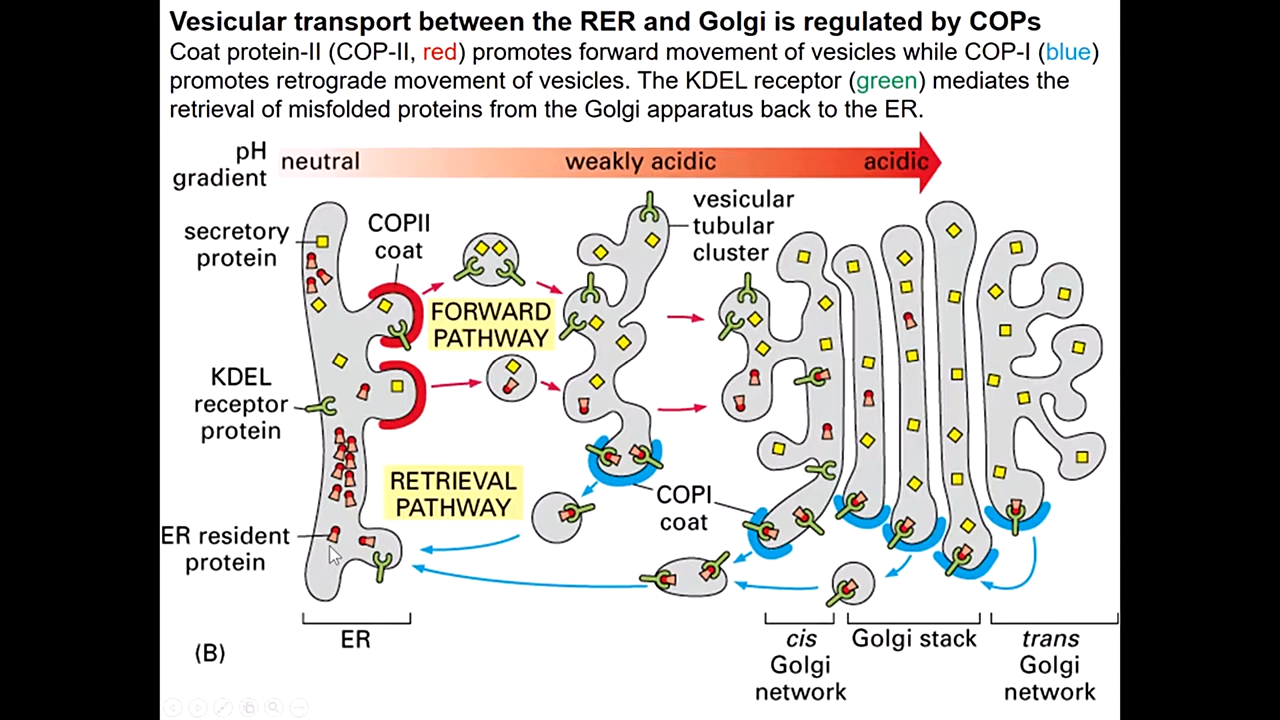 Vesicular transport between the RER and Golgi is regulated by COPs
Coat protein-II (COP-II, red) promotes forward movement of vesicles while COP-I (blue)
promotes retrograde movement of vesicles. The KDEL receptor (green) mediates the
retrieval of misfolded proteins from the Golgi apparatus back to the ER.
pH
gradient
neutral
weakly acidic
acidic
secretory
protein
COPII
coat
vesicular
tubular
cluster
FORWARD
PATHWAY
KDEL
receptor
protein
RETRIEVAL
PATHWAY
COPI
coat
ER resident
protein
ER
cis
Golgi
network
Golgi stack
trans
Golgi
network
(B)